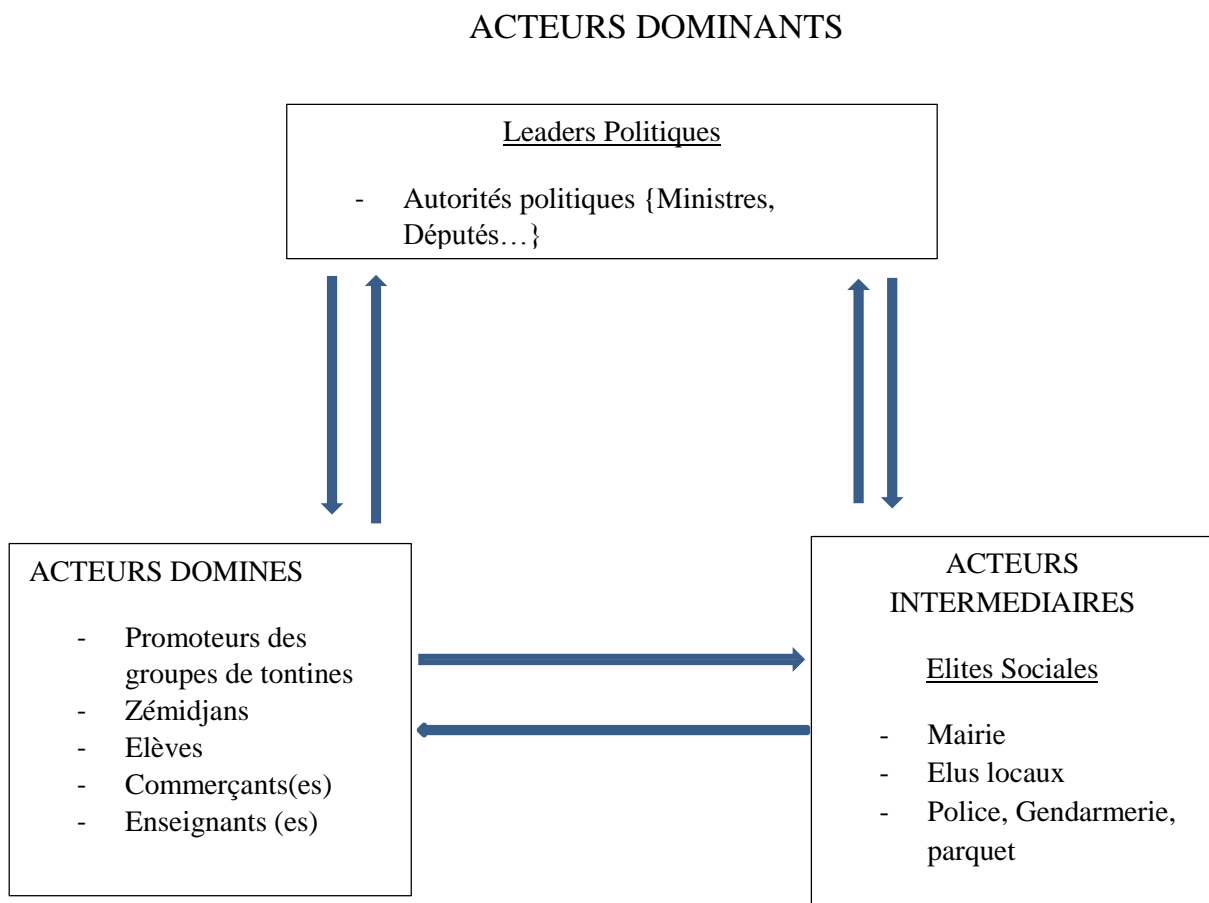 ACTEURS DOMINANTS
Leaders Politiques
- Autorités politiques {Ministres,
Députés…}
ACTEURS DOMINES
- Promoteurs des
groupes de tontines
- Zémidjans
- Elèves
- Commerçants(es)
- Enseignants (es)
ACTEURS
INTERMEDIAIRES
Elites Sociales
- Mairie
- Elus locaux
- Police, Gendarmerie,
parquet